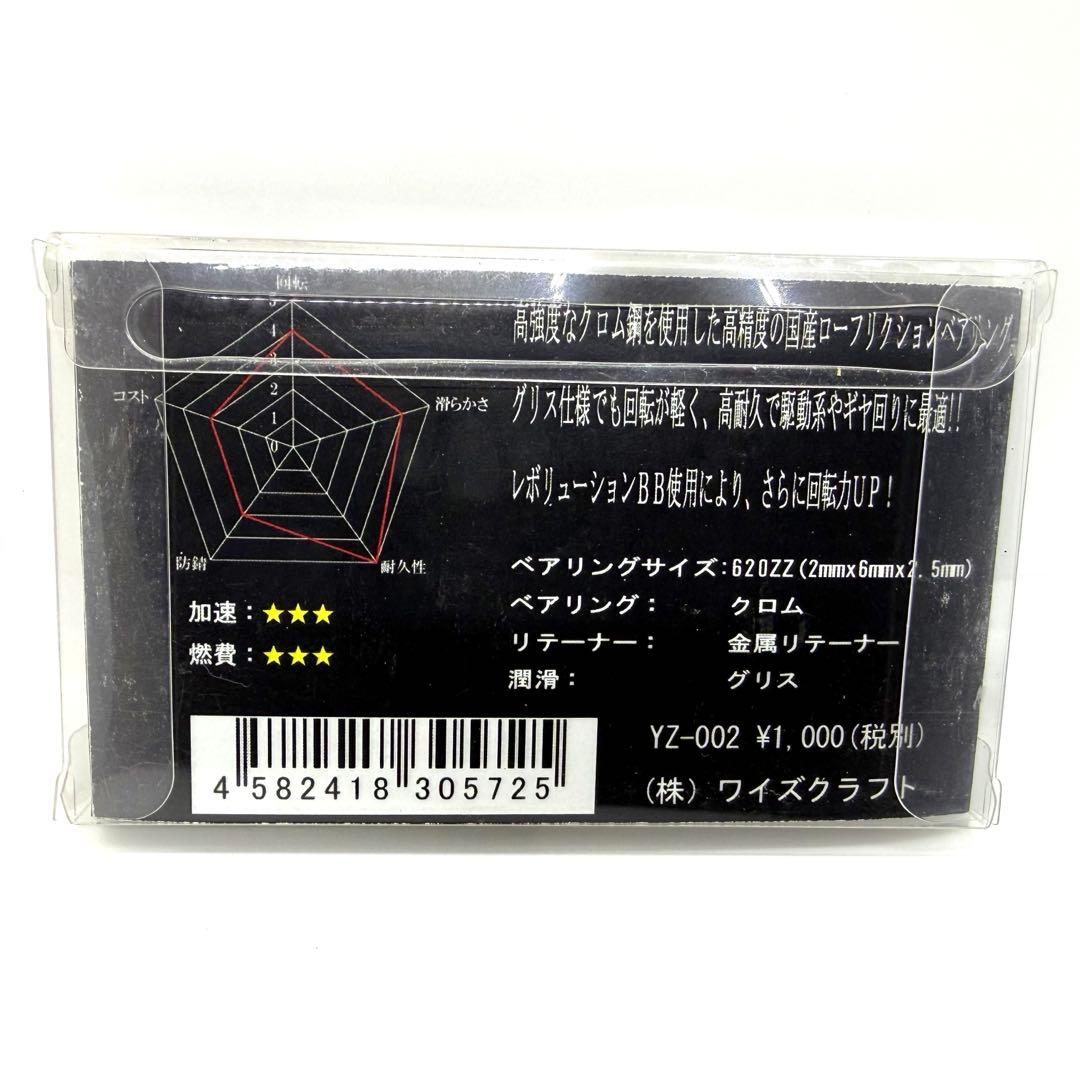 回転
5
4
3
2
1
0
コスト
滑らかさ
防錆
耐久性
加速：★★★
燃費：★★★
高強度なクロム鋼を使用した高精度の国産ローフリクションベアリング
グリス仕様でも回転が軽く、高耐久で駆動系やギヤ回りに最適!!
レボリューションBB使用により、さらに回転力UP！
ベアリングサイズ:620ZZ(2mmx6mmx2.5mm)
ベアリング： クロム
リテーナー： 金属リテーナー
潤滑： グリス
YZ-002 ¥1,000(税別)
(株) ワイズクラフト
4 582418 305725